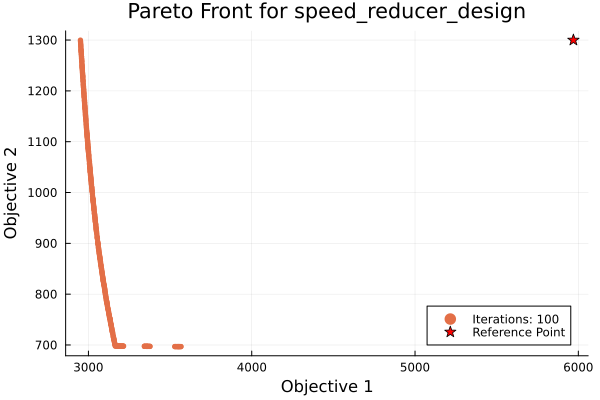 Pareto Front for speed_reducer_design
Objective 2
1300
1200
1100
1000
900
800
700
3000
4000
5000
6000
Objective 1
Iterations: 100
Reference Point